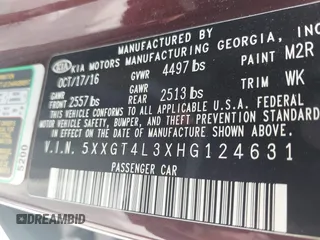 MANUFACTURED BY
KIA KIA MOTORS MANUFACTURING GEORGIA, INC.
OCT/17/16 GVWR 4497 lbs PAINT M2R
GAWR FRONT 2557 lbs GAWR REAR 2513 lbs TRIM WK
THIS VEHICLE CONFORMS TO ALL APPLICABLE U.S.A. FEDERAL MOTOR
VEHICLE SAFETY, BUMPER, AND THEFT PREVENTION STANDARDS IN EFFECT
ON THE DATE OF MANUFACTURE SHOWN ABOVE.
V.I.N. 5XXGT4L3XHG124631
PASSENGER CAR
5200
DREAMBID